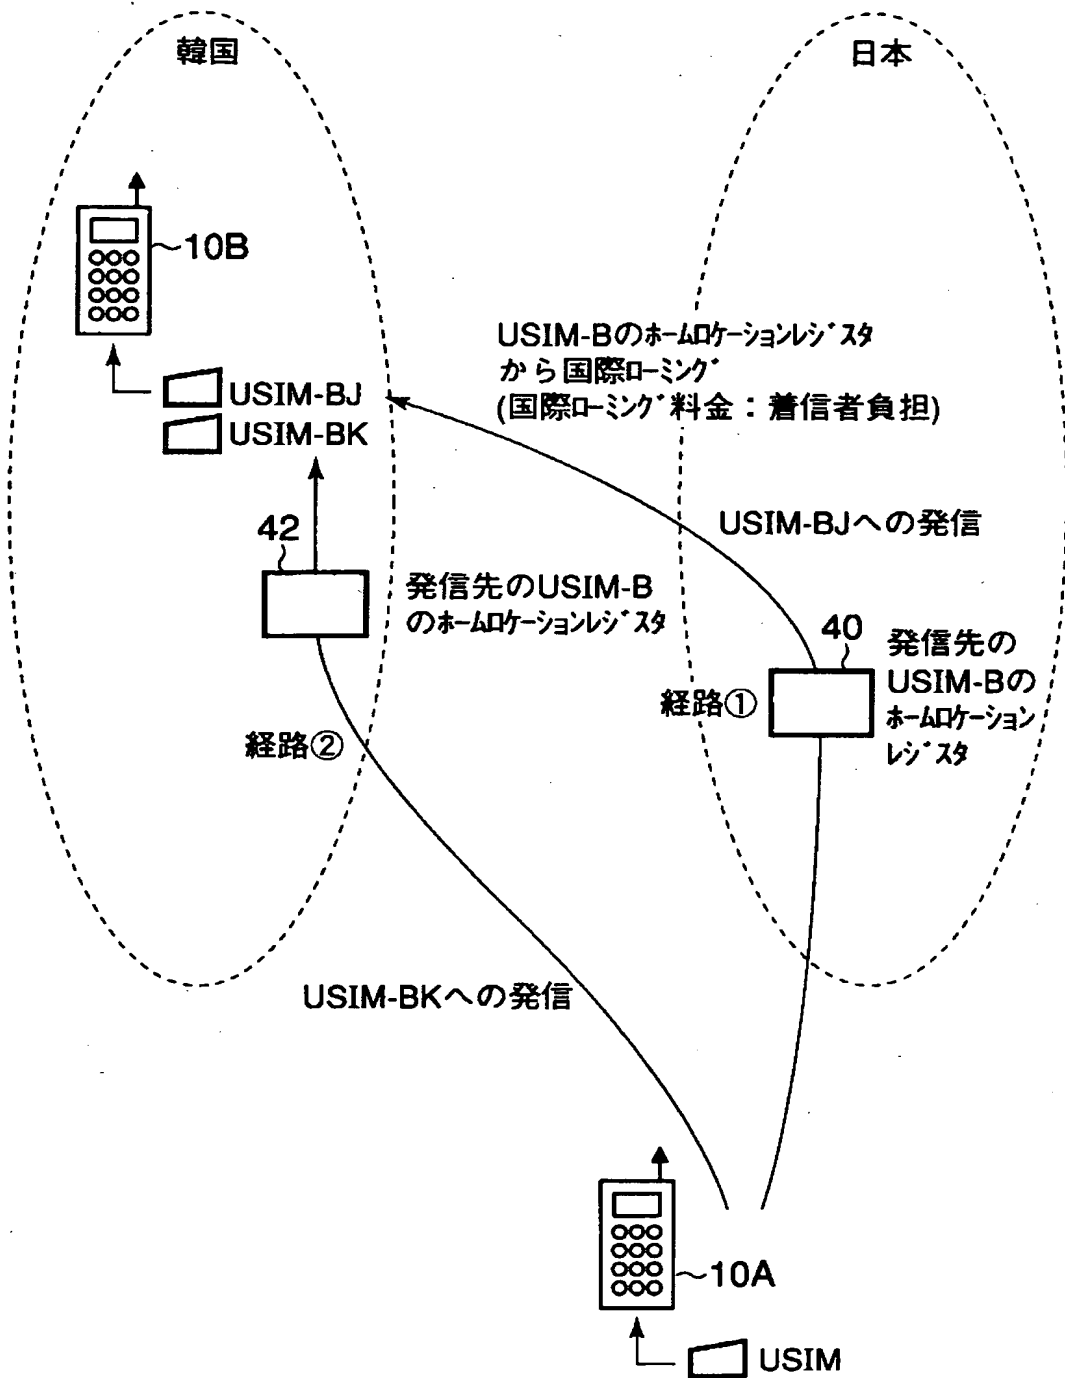 韓国
日本
10B
USIM-Bのホームロケーションレジスタ
から国際ローミング
(国際ローミング料金：着信者負担)
USIM-BJ
USIM-BK
USIM-BJへの発信
42
発信先のUSIM-B
のホームロケーションレジスタ
40
発信先の
USIM-Bの
ホームロケーション
レジスタ
経路①
経路②
USIM-BKへの発信
10A
USIM